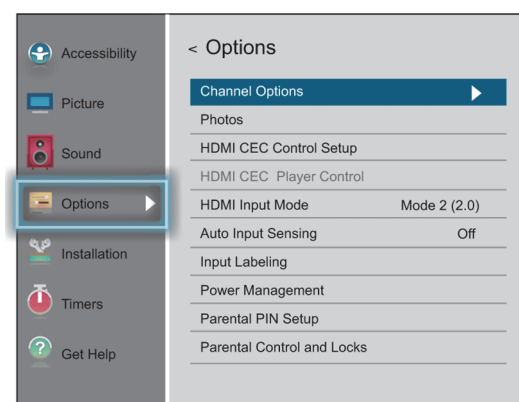 Accessibility
Picture
Sound
Options
Installation
Timers
? Get Help
< Options
Channel Options
Photos
HDMI CEC Control Setup
HDMI CEC Player Control
HDMI Input Mode Mode 2 (2.0)
Auto Input Sensing Off
Input Labeling
Power Management
Parental PIN Setup
Parental Control and Locks